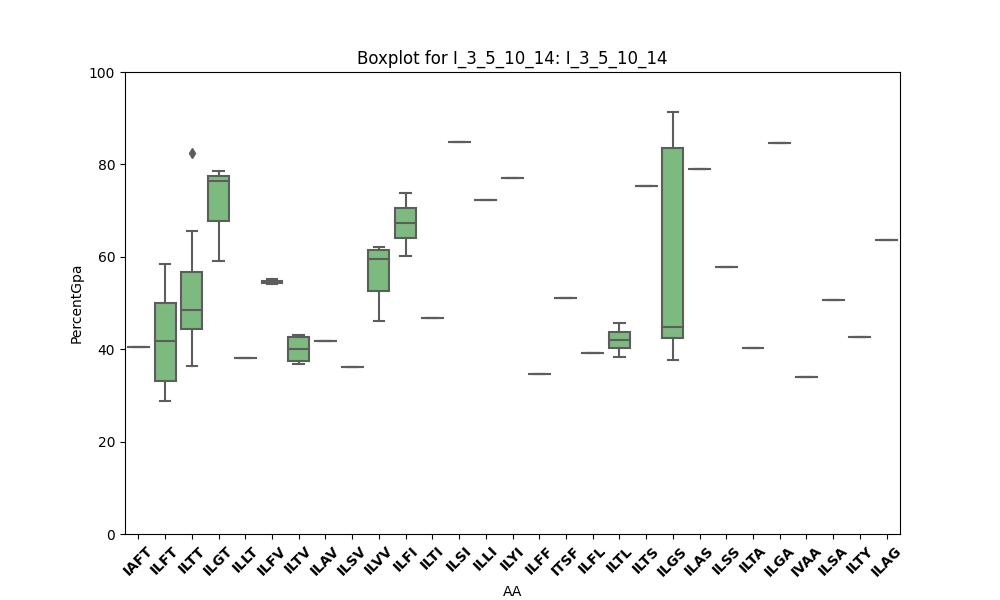 Boxplot for I_3_5_10_14: I_3_5_10_14
100
80
60
40
20
0
PercentGpa
IAFT ILFT ILTT ILGT ILLT ILFV ILTV ILAV ILSV ILVV ILFI ILTI ILSI ILLI ILYI ILFF ITSF ILFL ILTL ILTS ILGS ILAS ILSS ILTA ILGA IVAA ILSA ILTY ILAG
AA